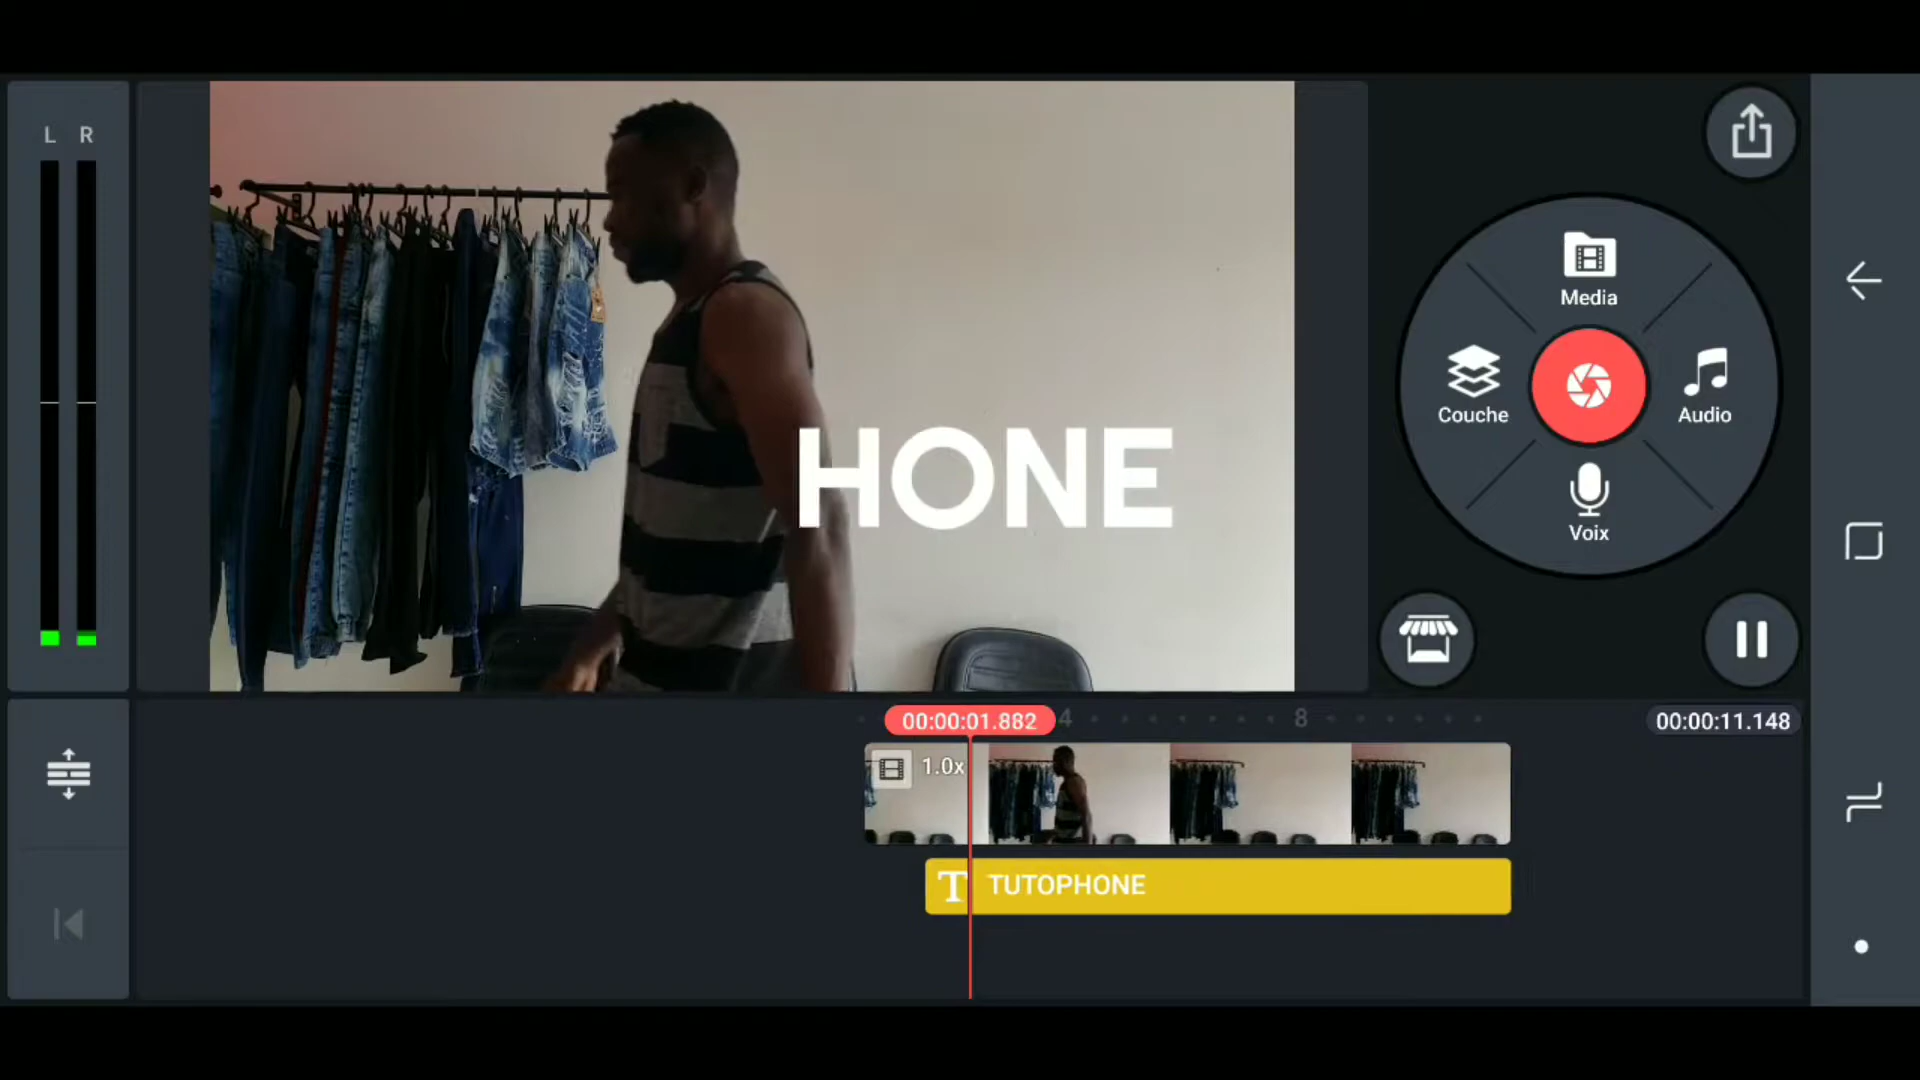 L R
HONE
Media
Couche
Audio
Voix
00:00:01.882
4
8
00:00:11.148
1.0x
T TUTOPHONE